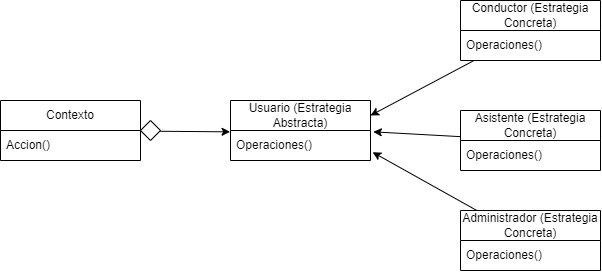 Contexto
Accion()
Usuario (Estrategia
Abstracta)
Operaciones()
Conductor (Estrategia
Concreta)
Operaciones()
Asistente (Estrategia
Concreta)
Operaciones()
Administrador (Estrategia
Concreta)
Operaciones()